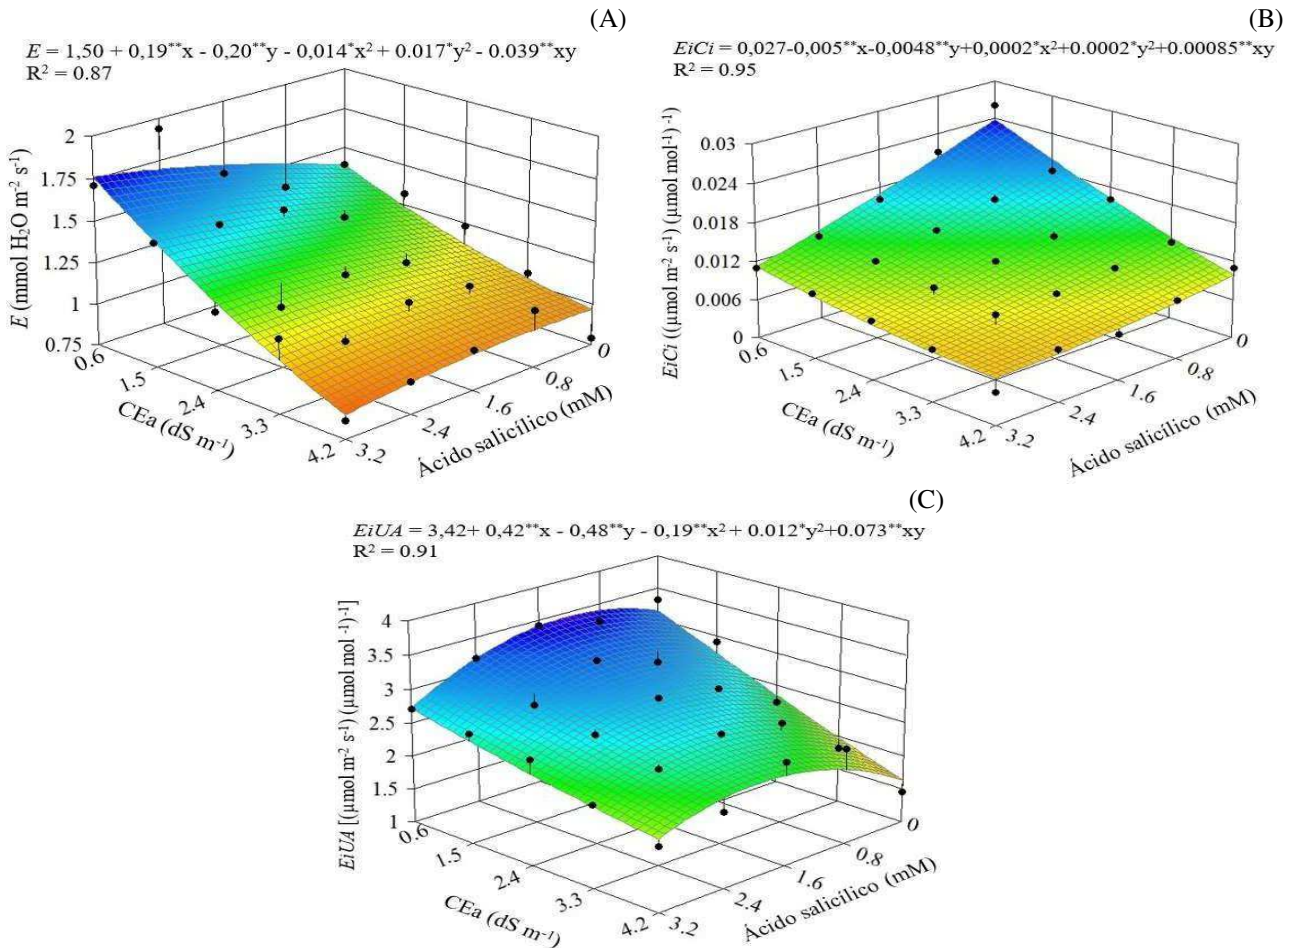 (A)
E = 1,50 + 0,19**x - 0,20**y - 0,014*x² + 0.017*y² - 0.039**xy
R² = 0.87
2
1.75
1.5
1.25
1
0.75
E (mmol H₂O m⁻² s⁻¹)
0.6
1.5
2.4
3.3
4.2
CEa (dS m⁻¹)
3.2
2.4
1.6
0.8
0
Ácido salicílico (mM)
(B)
EiCi = 0,027-0,005**x-0,0048**y+0,0002*x²+0.0002*y²+0.00085**xy
R² = 0.95
0.03
0.024
0.018
0.012
0.006
0
EiCi ((µmol m⁻² s⁻¹) (µmol mol⁻¹) ⁻¹)
0.6
1.5
2.4
3.3
4.2
CEa (dS m⁻¹)
3.2
2.4
1.6
0.8
0
Ácido salicílico (mM)
(C)
EiUA = 3,42+ 0,42**x - 0,48**y - 0,19**x² + 0.012*y²+0.073**xy
R² = 0.91
4
3.5
3
2.5
2
1.5
1
EiUA [(µmol m⁻² s⁻¹) (µmol mol ⁻¹)⁻¹]
0.6
1.5
2.4
3.3
4.2
CEa (dS m⁻¹)
3.2
2.4
1.6
0.8
0
Ácido salicílico (mM)